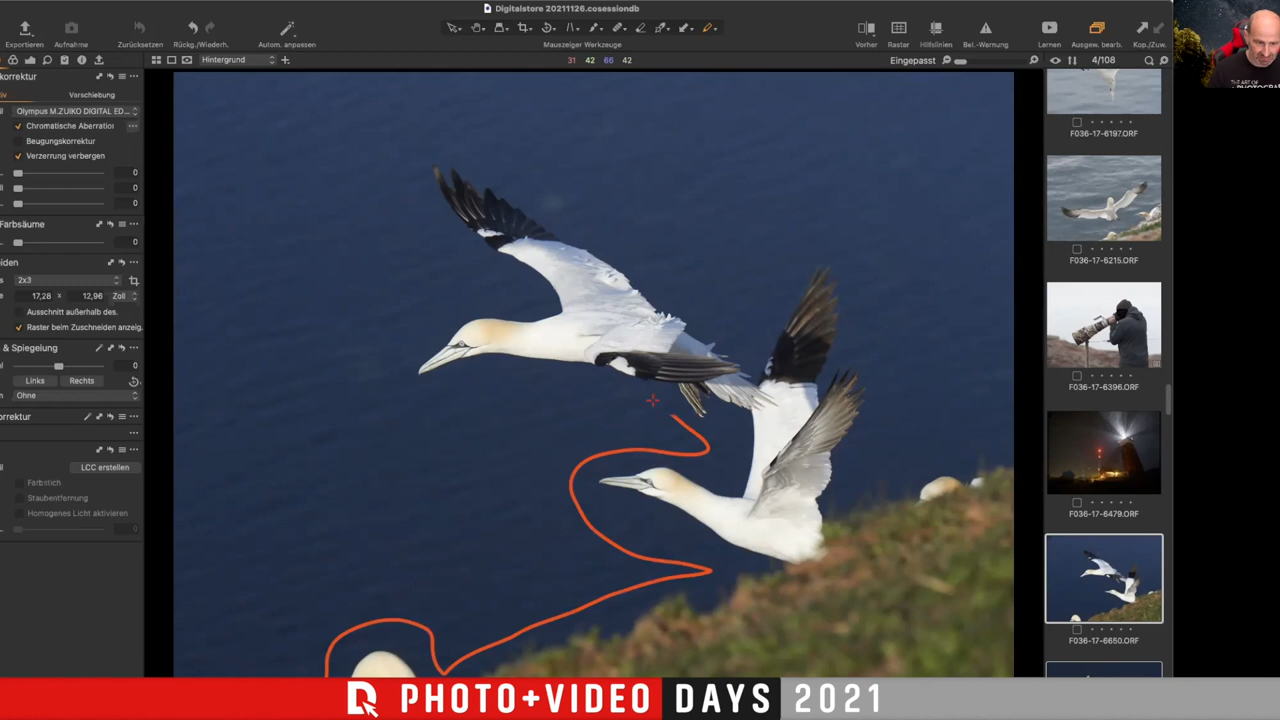 Digitalstore 20211126.cosessiondb
Exportieren
Aufnahme
Zurücksetzen
Rückg./Wiederh.
Autom. anpassen
Mauszeiger Werkzeuge
Vorher
Raster
Hilfslinien
Bel.-Warnung
Lernen
Ausgew. bearb.
Kop./Zuw.
Hintergrund
31 42 66 42
Eingepasst
4/108
korrektur
Verschiebung
Olympus M.ZUIKO DIGITAL ED...
Chromatische Aberration
Beugungskorrektur
Verzerrung verbergen
0
0
0
Farbsäume
0
eiden
2x3
17,28 x 12,96 Zoll
Ausschnitt außerhalb des.
Raster beim Zuschneiden anzeig.
& Spiegelung
0
Links Rechts
Ohne
orrektur
LCC erstellen
Farbstich
Staubentfernung
Homogenes Licht aktivieren
0
F036-17-6197.ORF
F036-17-6215.ORF
F036-17-6396.ORF
F036-17-6479.ORF
F036-17-6650.ORF
THE ART OF
PHOTO+VIDEO DAYS 2021